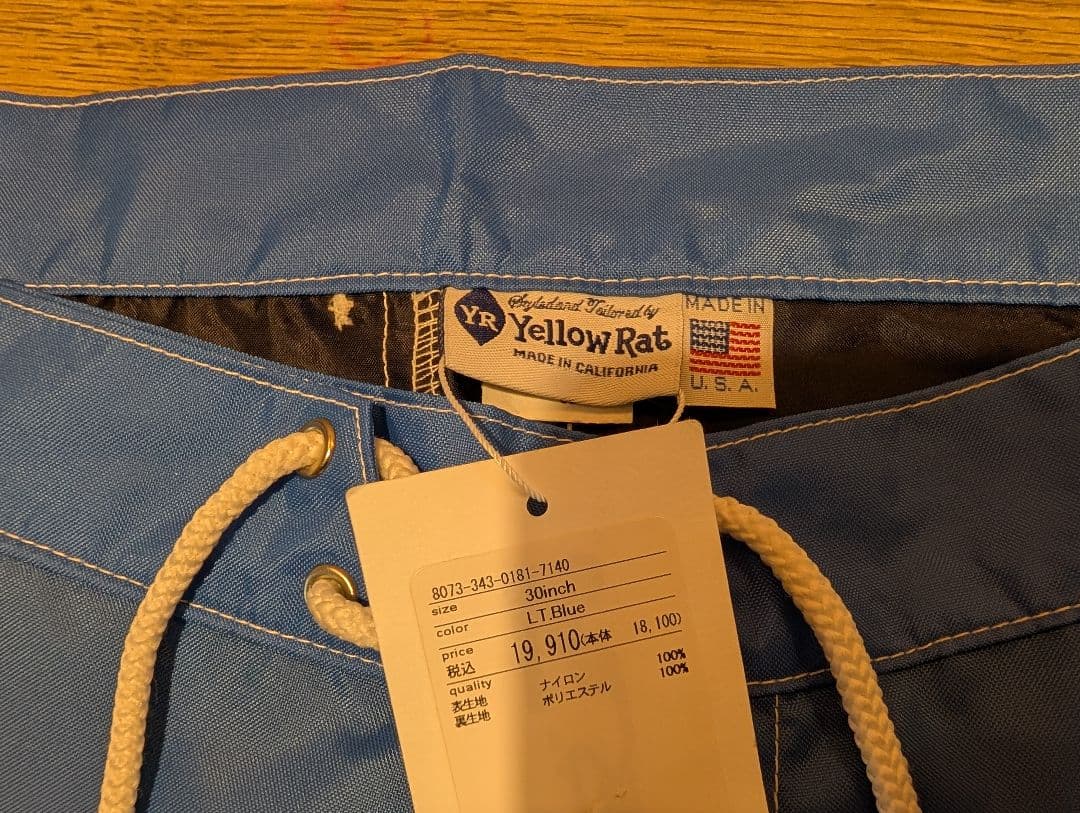 YR
Styled and Tailored by
Yellow Rat
MADE IN CALIFORNIA
MADE IN
U.S.A.
8073-343-0181-7140
size 30inch
color LT.Blue
price
税込 19,910(本体 18,100)
quality
表生地 ナイロン 100%
裏生地 ポリエステル 100%